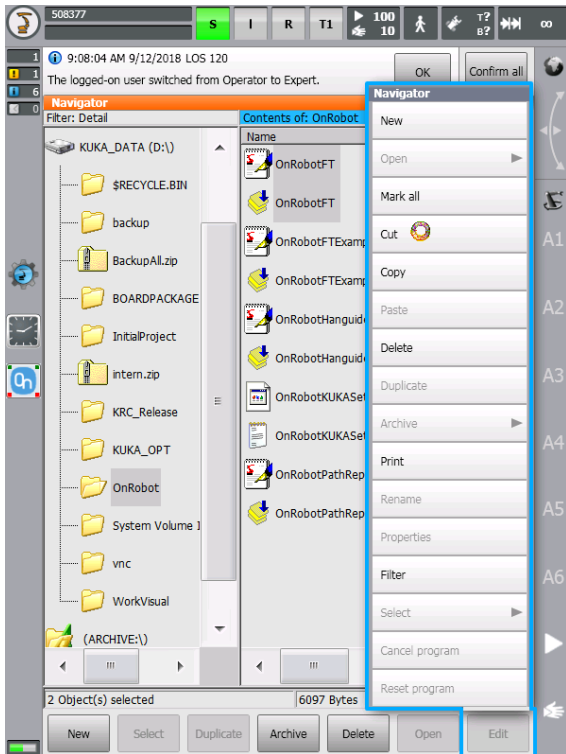 508377
S
I
R
T1
100
10
T?
B?
∞
1
1
6
0
9:08:04 AM 9/12/2018 LOS 120
The logged-on user switched from Operator to Expert.
OK
Confirm all
Navigator
Filter: Detail
Contents of: OnRobot
KUKA_DATA (D:\)
$RECYCLE.BIN
backup
BackupAll.zip
BOARDPACKAGE
InitialProject
intern.zip
KRC_Release
KUKA_OPT
OnRobot
System Volume I
vnc
WorkVisual
(ARCHIVE:\)
Name
OnRobotFT
OnRobotFT
OnRobotFTExamp
OnRobotFTExamp
OnRobotHanguide
OnRobotHanguide
OnRobotKUKASet
OnRobotKUKASet
OnRobotPathRep
OnRobotPathRep
Navigator
New
Open
Mark all
Cut
Copy
Paste
Delete
Duplicate
Archive
Print
Rename
Properties
Filter
Select
Cancel program
Reset program
A1
A2
A3
A4
A5
A6
On
2 Object(s) selected
6097 Bytes
New
Select
Duplicate
Archive
Delete
Open
Edit